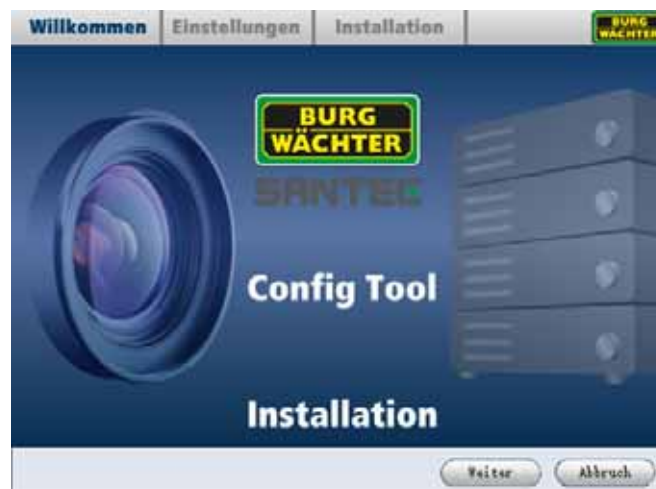 Willkommen Einstellungen Installation
BURG
WÄCHTER
BURG
WÄCHTER
SANTEC
Config Tool
Installation
Weiter Abbruch